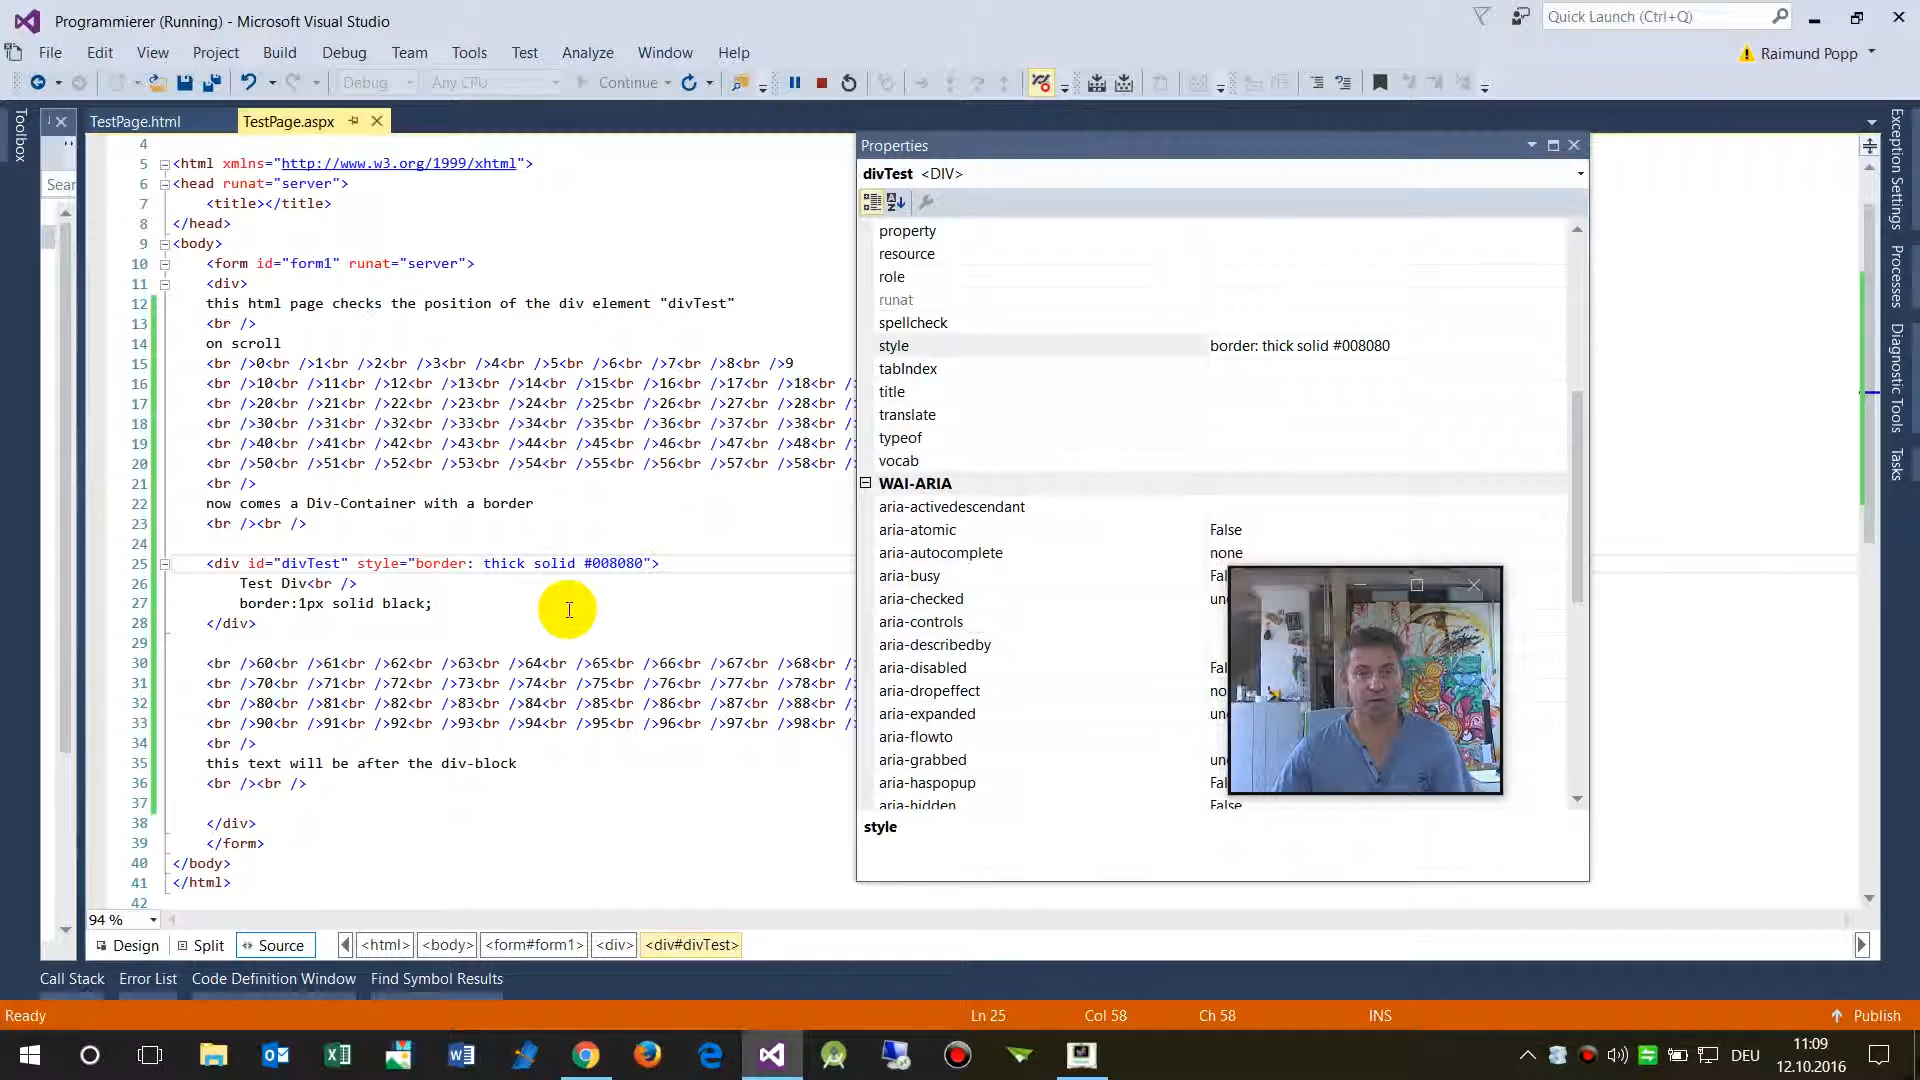 Programmierer (Running) - Microsoft Visual Studio
Quick Launch (Ctrl+Q)
File Edit View Project Build Debug Team Tools Test Analyze Window Help
Raimund Popp
Debug Any CPU Continue
Toolbox
TestPage.html TestPage.aspx
Sear
4
5 <html xmlns="http://www.w3.org/1999/xhtml">
6 <head runat="server">
7 <title></title>
8 </head>
9 <body>
10 <form id="form1" runat="server">
11 <div>
12 this html page checks the position of the div element "divTest"
13 <br />
14 on scroll
15 <br />0<br />1<br />2<br />3<br />4<br />5<br />6<br />7<br />8<br />9
16 <br />10<br />11<br />12<br />13<br />14<br />15<br />16<br />17<br />18<br />
17 <br />20<br />21<br />22<br />23<br />24<br />25<br />26<br />27<br />28<br />
18 <br />30<br />31<br />32<br />33<br />34<br />35<br />36<br />37<br />38<br />
19 <br />40<br />41<br />42<br />43<br />44<br />45<br />46<br />47<br />48<br />
20 <br />50<br />51<br />52<br />53<br />54<br />55<br />56<br />57<br />58<br />
21 <br />
22 now comes a Div-Container with a border
23 <br /><br />
24
25 <div id="divTest" style="border: thick solid #008080">
26 Test Div<br />
27 border:1px solid black;
28 </div>
29
30 <br />60<br />61<br />62<br />63<br />64<br />65<br />66<br />67<br />68<br />
31 <br />70<br />71<br />72<br />73<br />74<br />75<br />76<br />77<br />78<br />
32 <br />80<br />81<br />82<br />83<br />84<br />85<br />86<br />87<br />88<br />
33 <br />90<br />91<br />92<br />93<br />94<br />95<br />96<br />97<br />98<br />
34 <br />
35 this text will be after the div-block
36 <br /><br />
37
38 </div>
39 </form>
40 </body>
41 </html>
42
94 %
Design Split Source <html> <body> <form#form1> <div> <div#divTest>
Properties
divTest <DIV>
property
resource
role
runat
spellcheck
style border: thick solid #008080
tabIndex
title
translate
typeof
vocab
WAI-ARIA
aria-activedescendant
aria-atomic False
aria-autocomplete none
aria-busy Fal
aria-checked un
aria-controls
aria-describedby
aria-disabled Fal
aria-dropeffect no
aria-expanded un
aria-flowto
aria-grabbed un
aria-haspopup Fal
aria-hidden False
style
Exception Settings
Processes
Diagnostic Tools
Tasks
Call Stack Error List Code Definition Window Find Symbol Results
Ready Ln 25 Col 58 Ch 58 INS Publish
DEU
11:09
12.10.2016